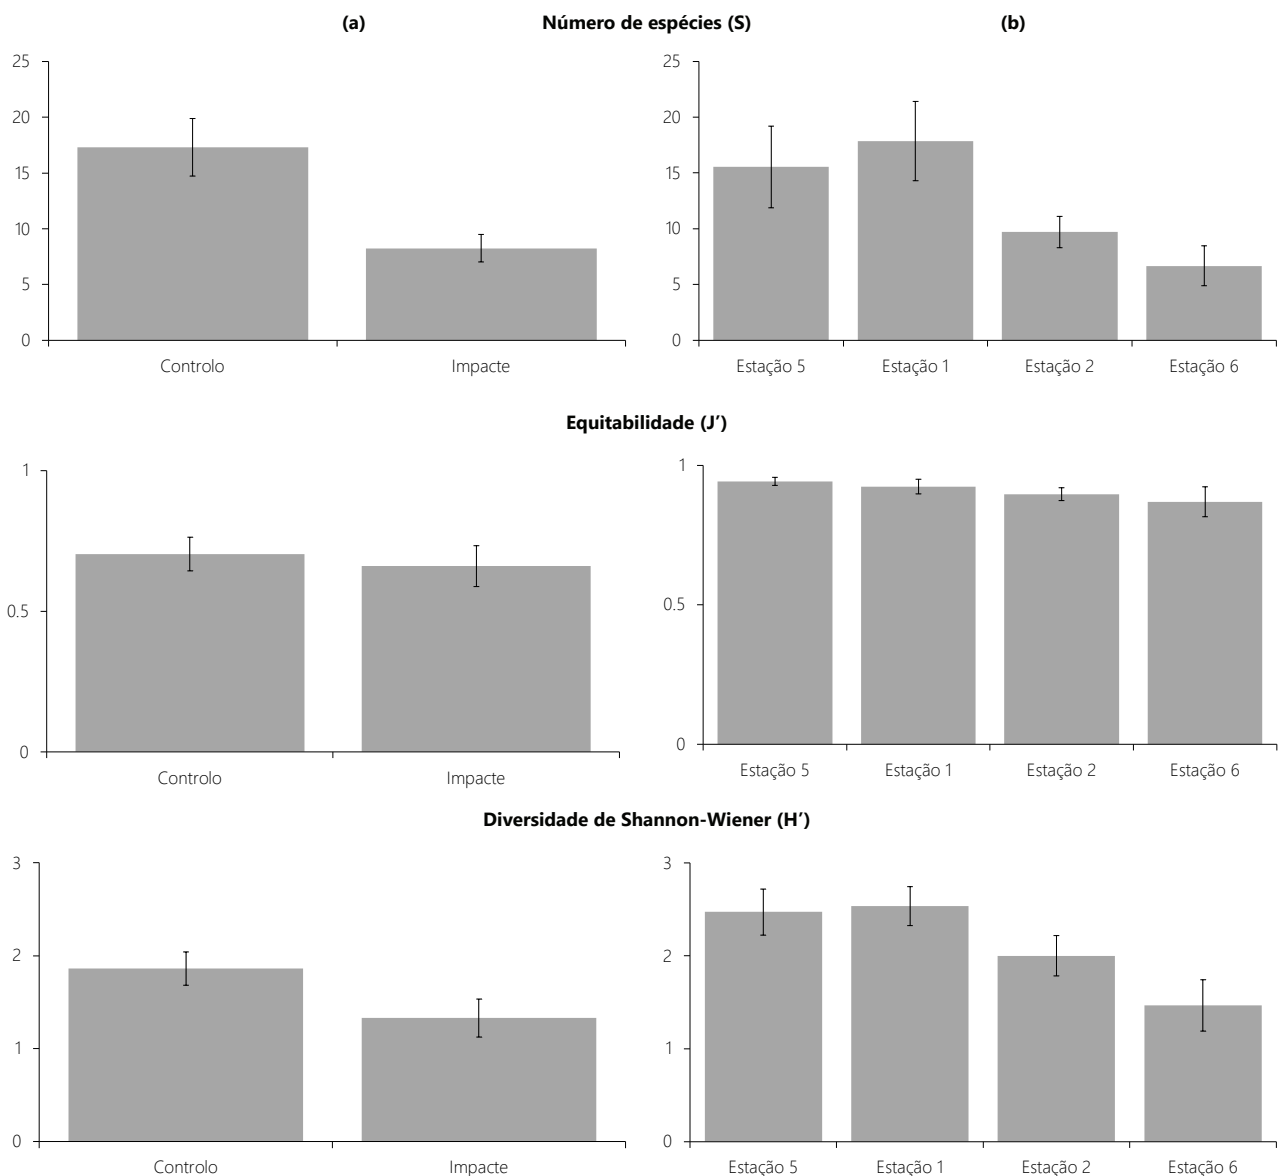 (a) Número de espécies (S) (b)
25
20
15
10
5
0
Controlo Impacte
25
20
15
10
5
0
Estação 5 Estação 1 Estação 2 Estação 6
Equitabilidade (J’)
1
0.5
0
Controlo Impacte
1
0.5
0
Estação 5 Estação 1 Estação 2 Estação 6
Diversidade de Shannon-Wiener (H’)
3
2
1
0
Controlo Impacte
3
2
1
0
Estação 5 Estação 1 Estação 2 Estação 6